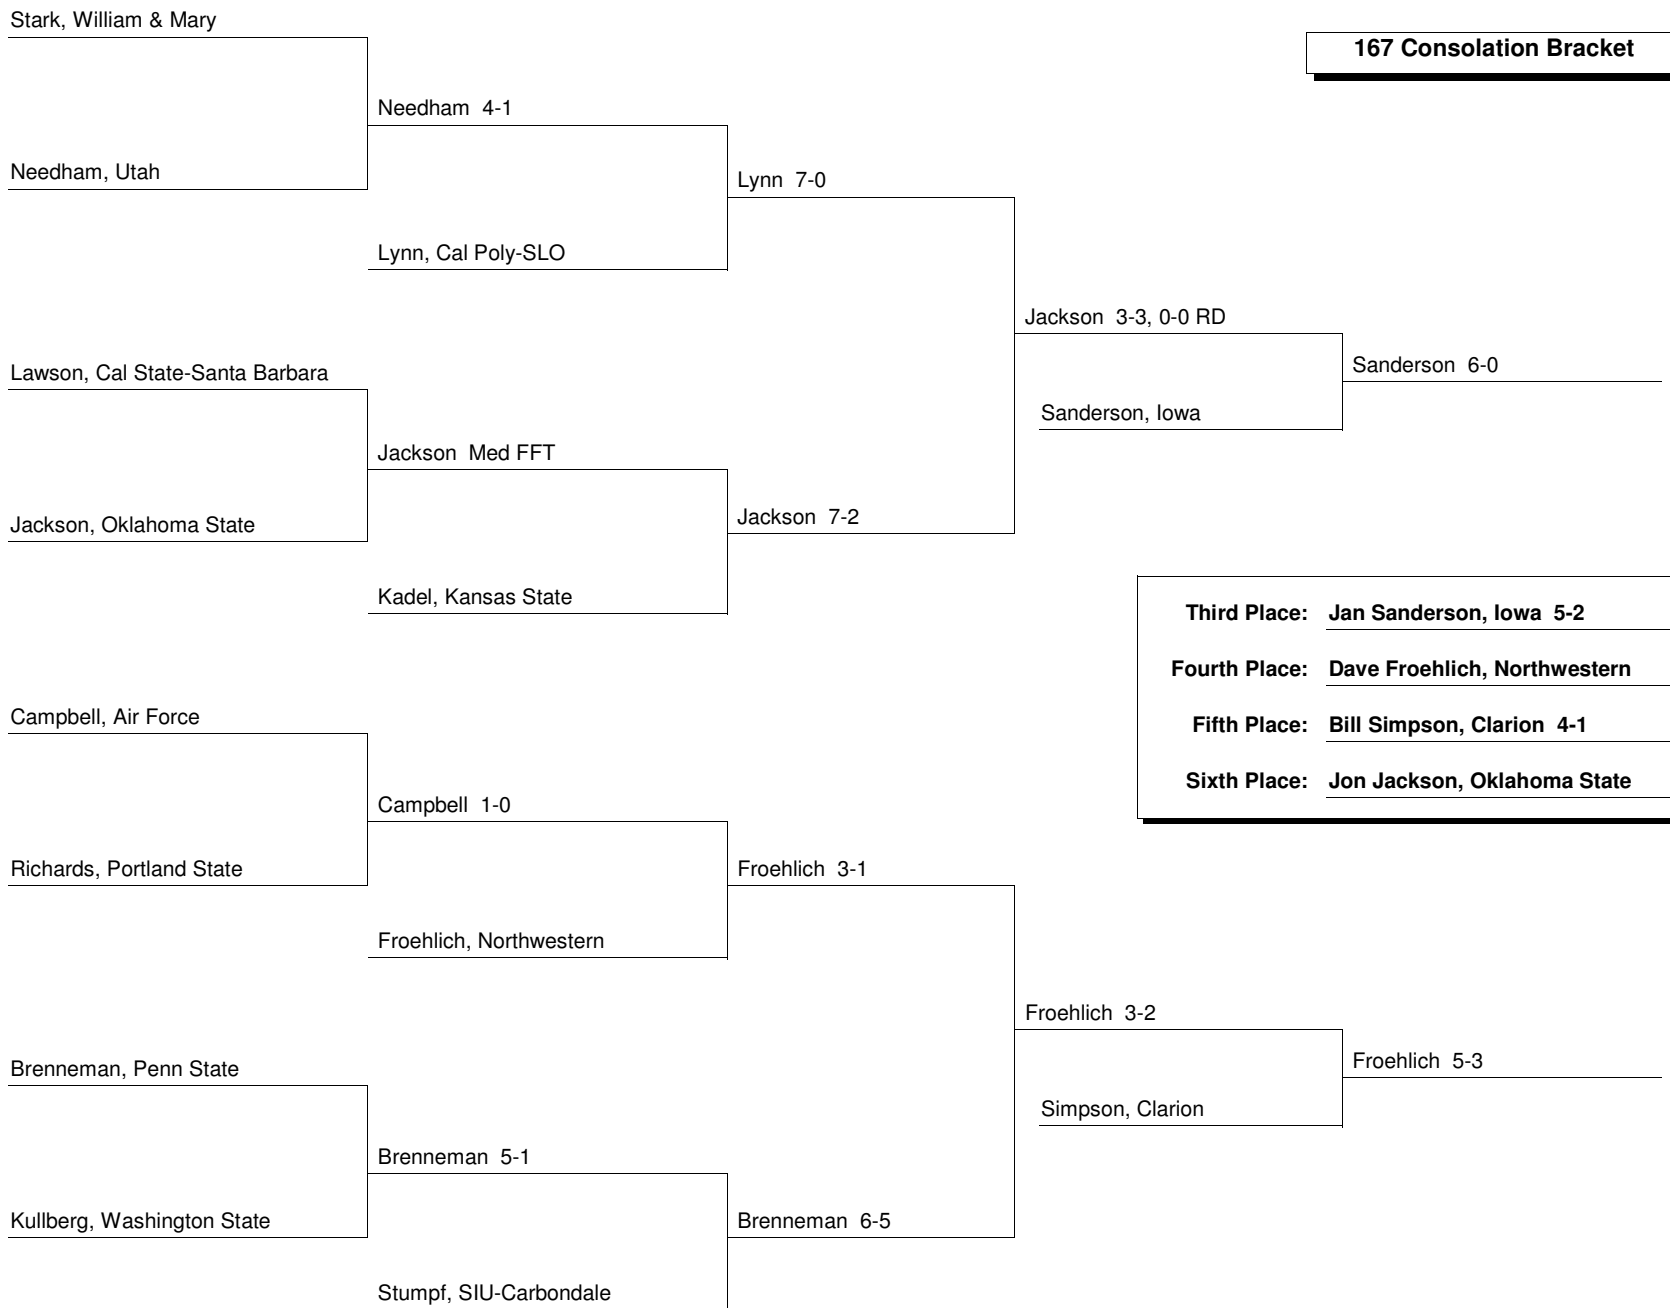 Stark, William & Mary
167 Consolation Bracket
Needham 4-1
Needham, Utah
Lynn 7-0
Lynn, Cal Poly-SLO
Jackson 3-3, 0-0 RD
Lawson, Cal State-Santa Barbara
Sanderson 6-0
Sanderson, Iowa
Jackson Med FFT
Jackson, Oklahoma State
Jackson 7-2
Kadel, Kansas State
Third Place: Jan Sanderson, Iowa 5-2
Fourth Place: Dave Froehlich, Northwestern
Fifth Place: Bill Simpson, Clarion 4-1
Sixth Place: Jon Jackson, Oklahoma State
Campbell, Air Force
Campbell 1-0
Richards, Portland State
Froehlich 3-1
Froehlich, Northwestern
Froehlich 3-2
Brenneman, Penn State
Froehlich 5-3
Simpson, Clarion
Brenneman 5-1
Kullberg, Washington State
Brenneman 6-5
Stumpf, SIU-Carbondale